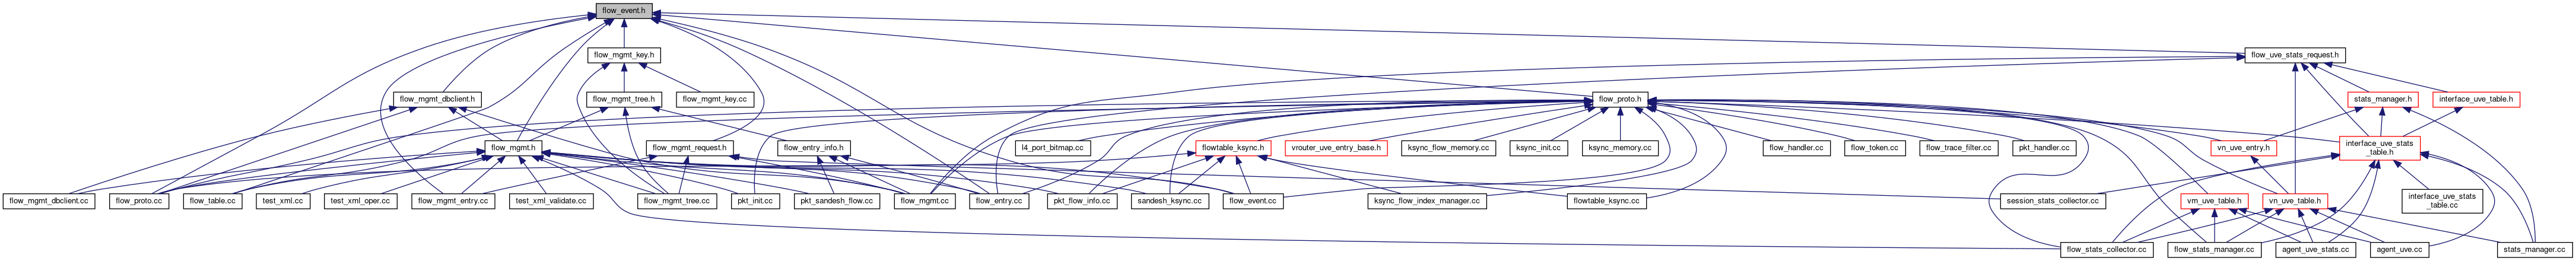 flow_event.h
flow_mgmt_key.h
flow_uve_stats_request.h
flow_mgmt_dbclient.h
flow_mgmt_tree.h
flow_mgmt_key.cc
flow_proto.h
stats_manager.h
interface_uve_table.h
flow_mgmt.h
flow_mgmt_request.h
flow_entry_info.h
l4_port_bitmap.cc
flowtable_ksync.h
vrouter_ute_entry_base.h
ksync_flow_memory.cc
ksync_init.cc
ksync_memory.cc
flow_handler.cc
flow_token.cc
flow_trace_filter.cc
pkt_handler.cc
vn_uve_entry.h
interface_uve_stats
_table.h
flow_mgmt_dbclient.cc
flow_proto.cc
flow_table.cc
test_xml.cc
test_xml_oper.cc
flow_mgmt_entry.cc
test_xml_validate.cc
flow_mgmt_tree.cc
pkt_init.cc
pkt_sandesh_flow.cc
flow_mgmt.cc
flow_entry.cc
pkt_flow_info.cc
sandesh_ksync.cc
flow_event.cc
ksync_flow_index_manager.cc
flowtable_ksync.cc
session_stats_collector.cc
vm_uve_table.h
vn_uve_table.h
interface_uve_stats
_table.cc
flow_stats_collector.cc
flow_stats_manager.cc
agent_uve_stats.cc
agent_uve.cc
stats_manager.cc